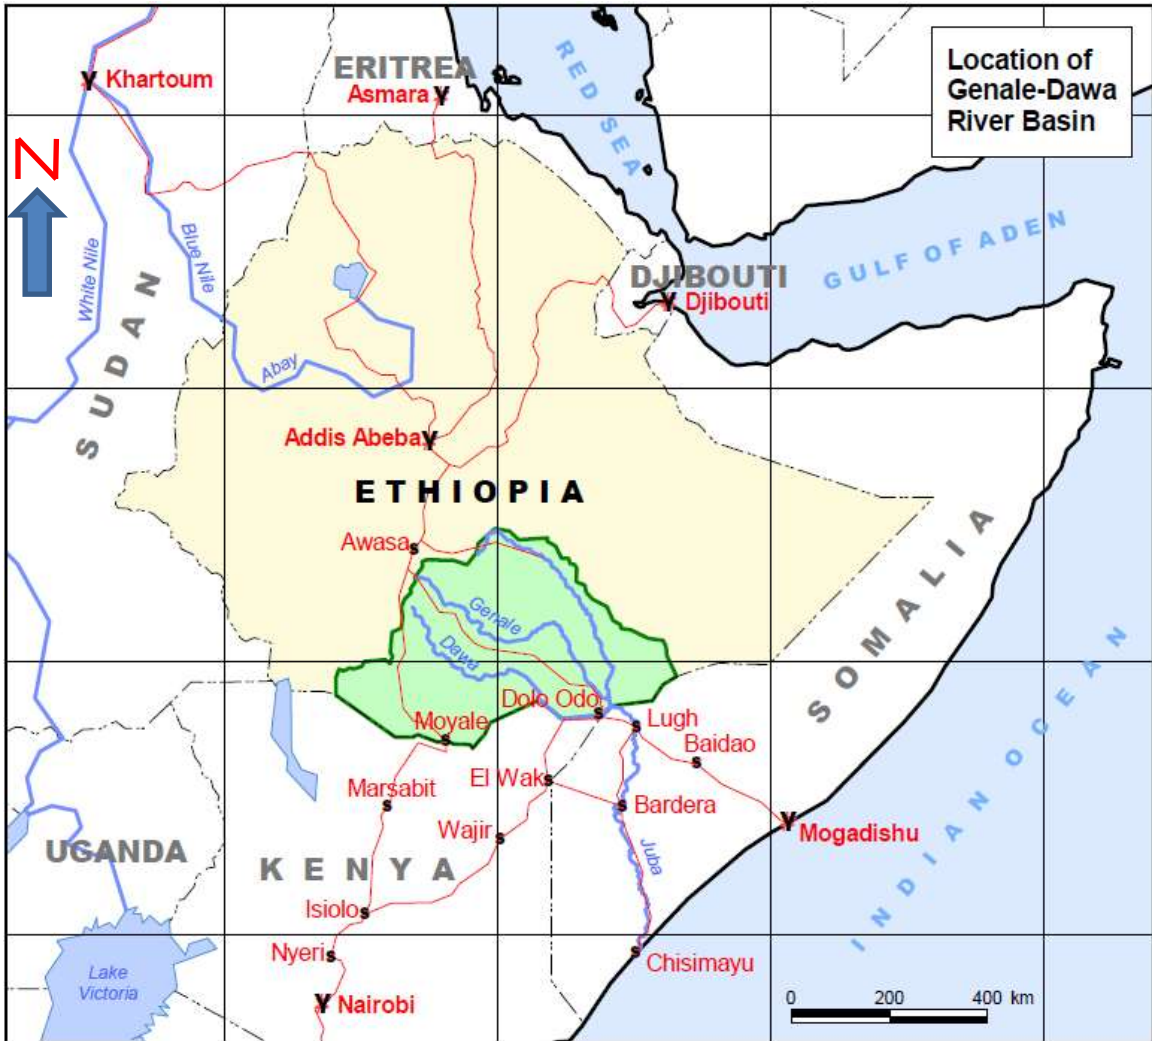 Location of
Genale-Dawa
River Basin
Khartoum
ERITREA
Asmara
RED SEA
N
White Nile
Blue Nile
SUDAN
DJIBOUTI
Djibouti
GULF OF ADEN
Abay
Addis Abeba
ETHIOPIA
Awasa
SOMALIA
Genale
Dawa
Dolo Odo
Moyale
Lugh
Baidao
INDIAN OCEAN
El Wak
Marsabit
Bardera
Wajir
Mogadishu
Juba
UGANDA
KENYA
Isiolo
Nyeri
Chisimayu
Lake
Victoria
Nairobi
0 200 400 km